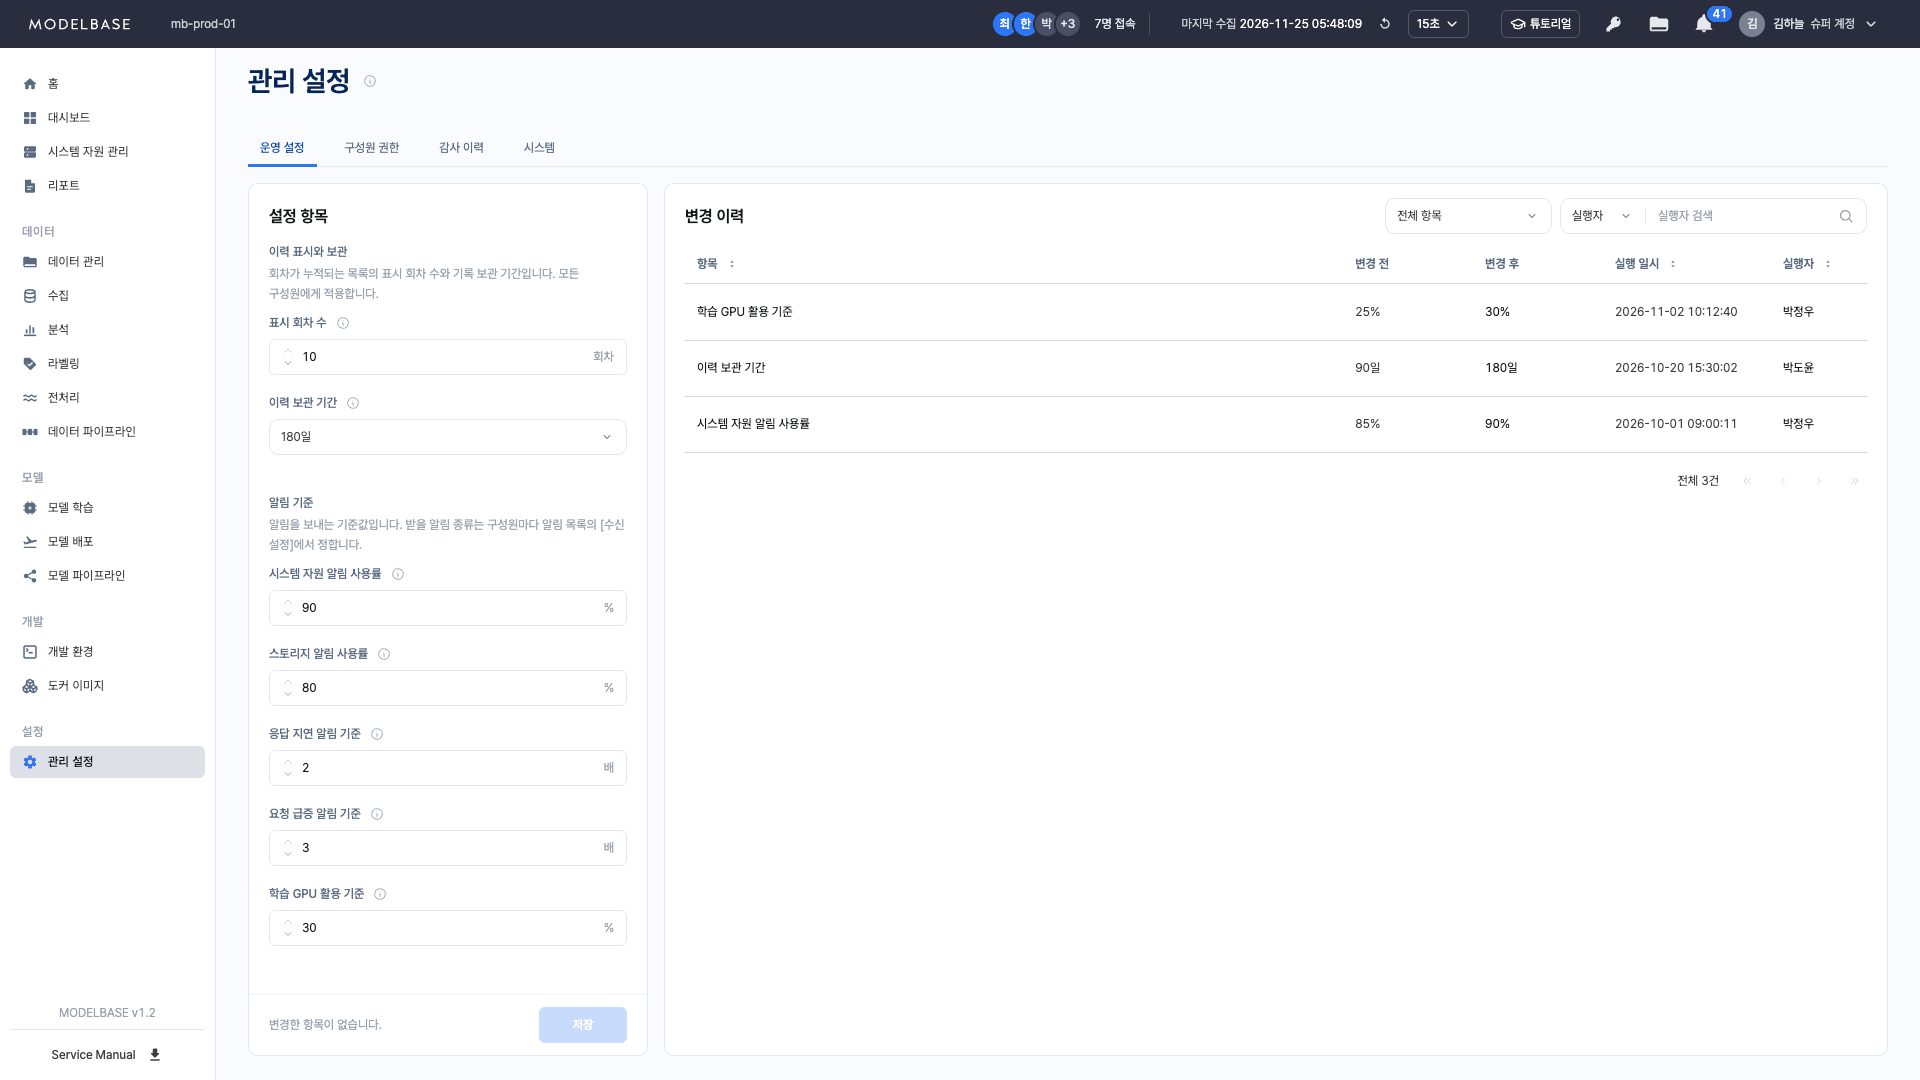 MODELBASE
mb-prod-01
최 한 박 +3 7명 접속
마지막 수집 2026-11-25 05:48:09
15초
튜토리얼
41
김 김하늘 슈퍼 계정
홈
대시보드
시스템 자원 관리
리포트
데이터
데이터 관리
수집
분석
라벨링
전처리
데이터 파이프라인
모델
모델 학습
모델 배포
모델 파이프라인
개발
개발 환경
도커 이미지
설정
관리 설정
MODELBASE v1.2
Service Manual
관리 설정
운영 설정 구성원 권한 감사 이력 시스템
설정 항목
이력 표시와 보관
회차가 누적되는 목록의 표시 회차 수와 기록 보관 기간입니다. 모든
구성원에게 적용합니다.
표시 회차 수
10 회차
이력 보관 기간
180일
알림 기준
알림을 보내는 기준값입니다. 받을 알림 종류는 구성원마다 알림 목록의 [수신
설정]에서 정합니다.
시스템 자원 알림 사용률
90 %
스토리지 알림 사용률
80 %
응답 지연 알림 기준
2 배
요청 급증 알림 기준
3 배
학습 GPU 활용 기준
30 %
변경한 항목이 없습니다. 저장
변경 이력
전체 항목 실행자 실행자 검색
항목 변경 전 변경 후 실행 일시 실행자
학습 GPU 활용 기준 25% 30% 2026-11-02 10:12:40 박정우
이력 보관 기간 90일 180일 2026-10-20 15:30:02 박도윤
시스템 자원 알림 사용률 85% 90% 2026-10-01 09:00:11 박정우
전체 3건